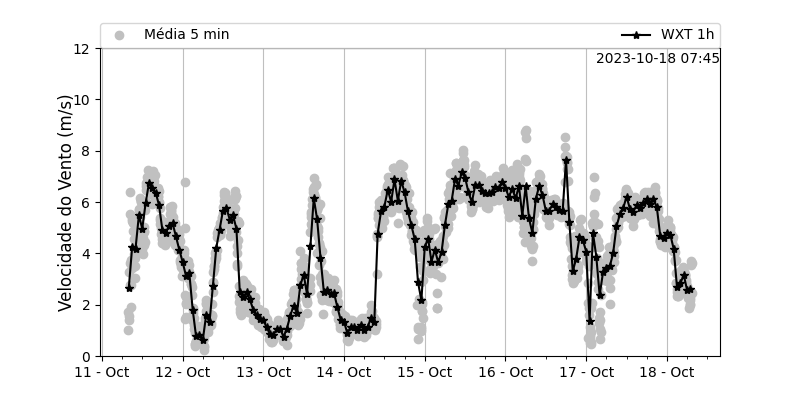 Média 5 min WXT 1h
2023-10-18 07:45
Velocidade do Vento (m/s)
12
10
8
6
4
2
0
11 - Oct 12 - Oct 13 - Oct 14 - Oct 15 - Oct 16 - Oct 17 - Oct 18 - Oct